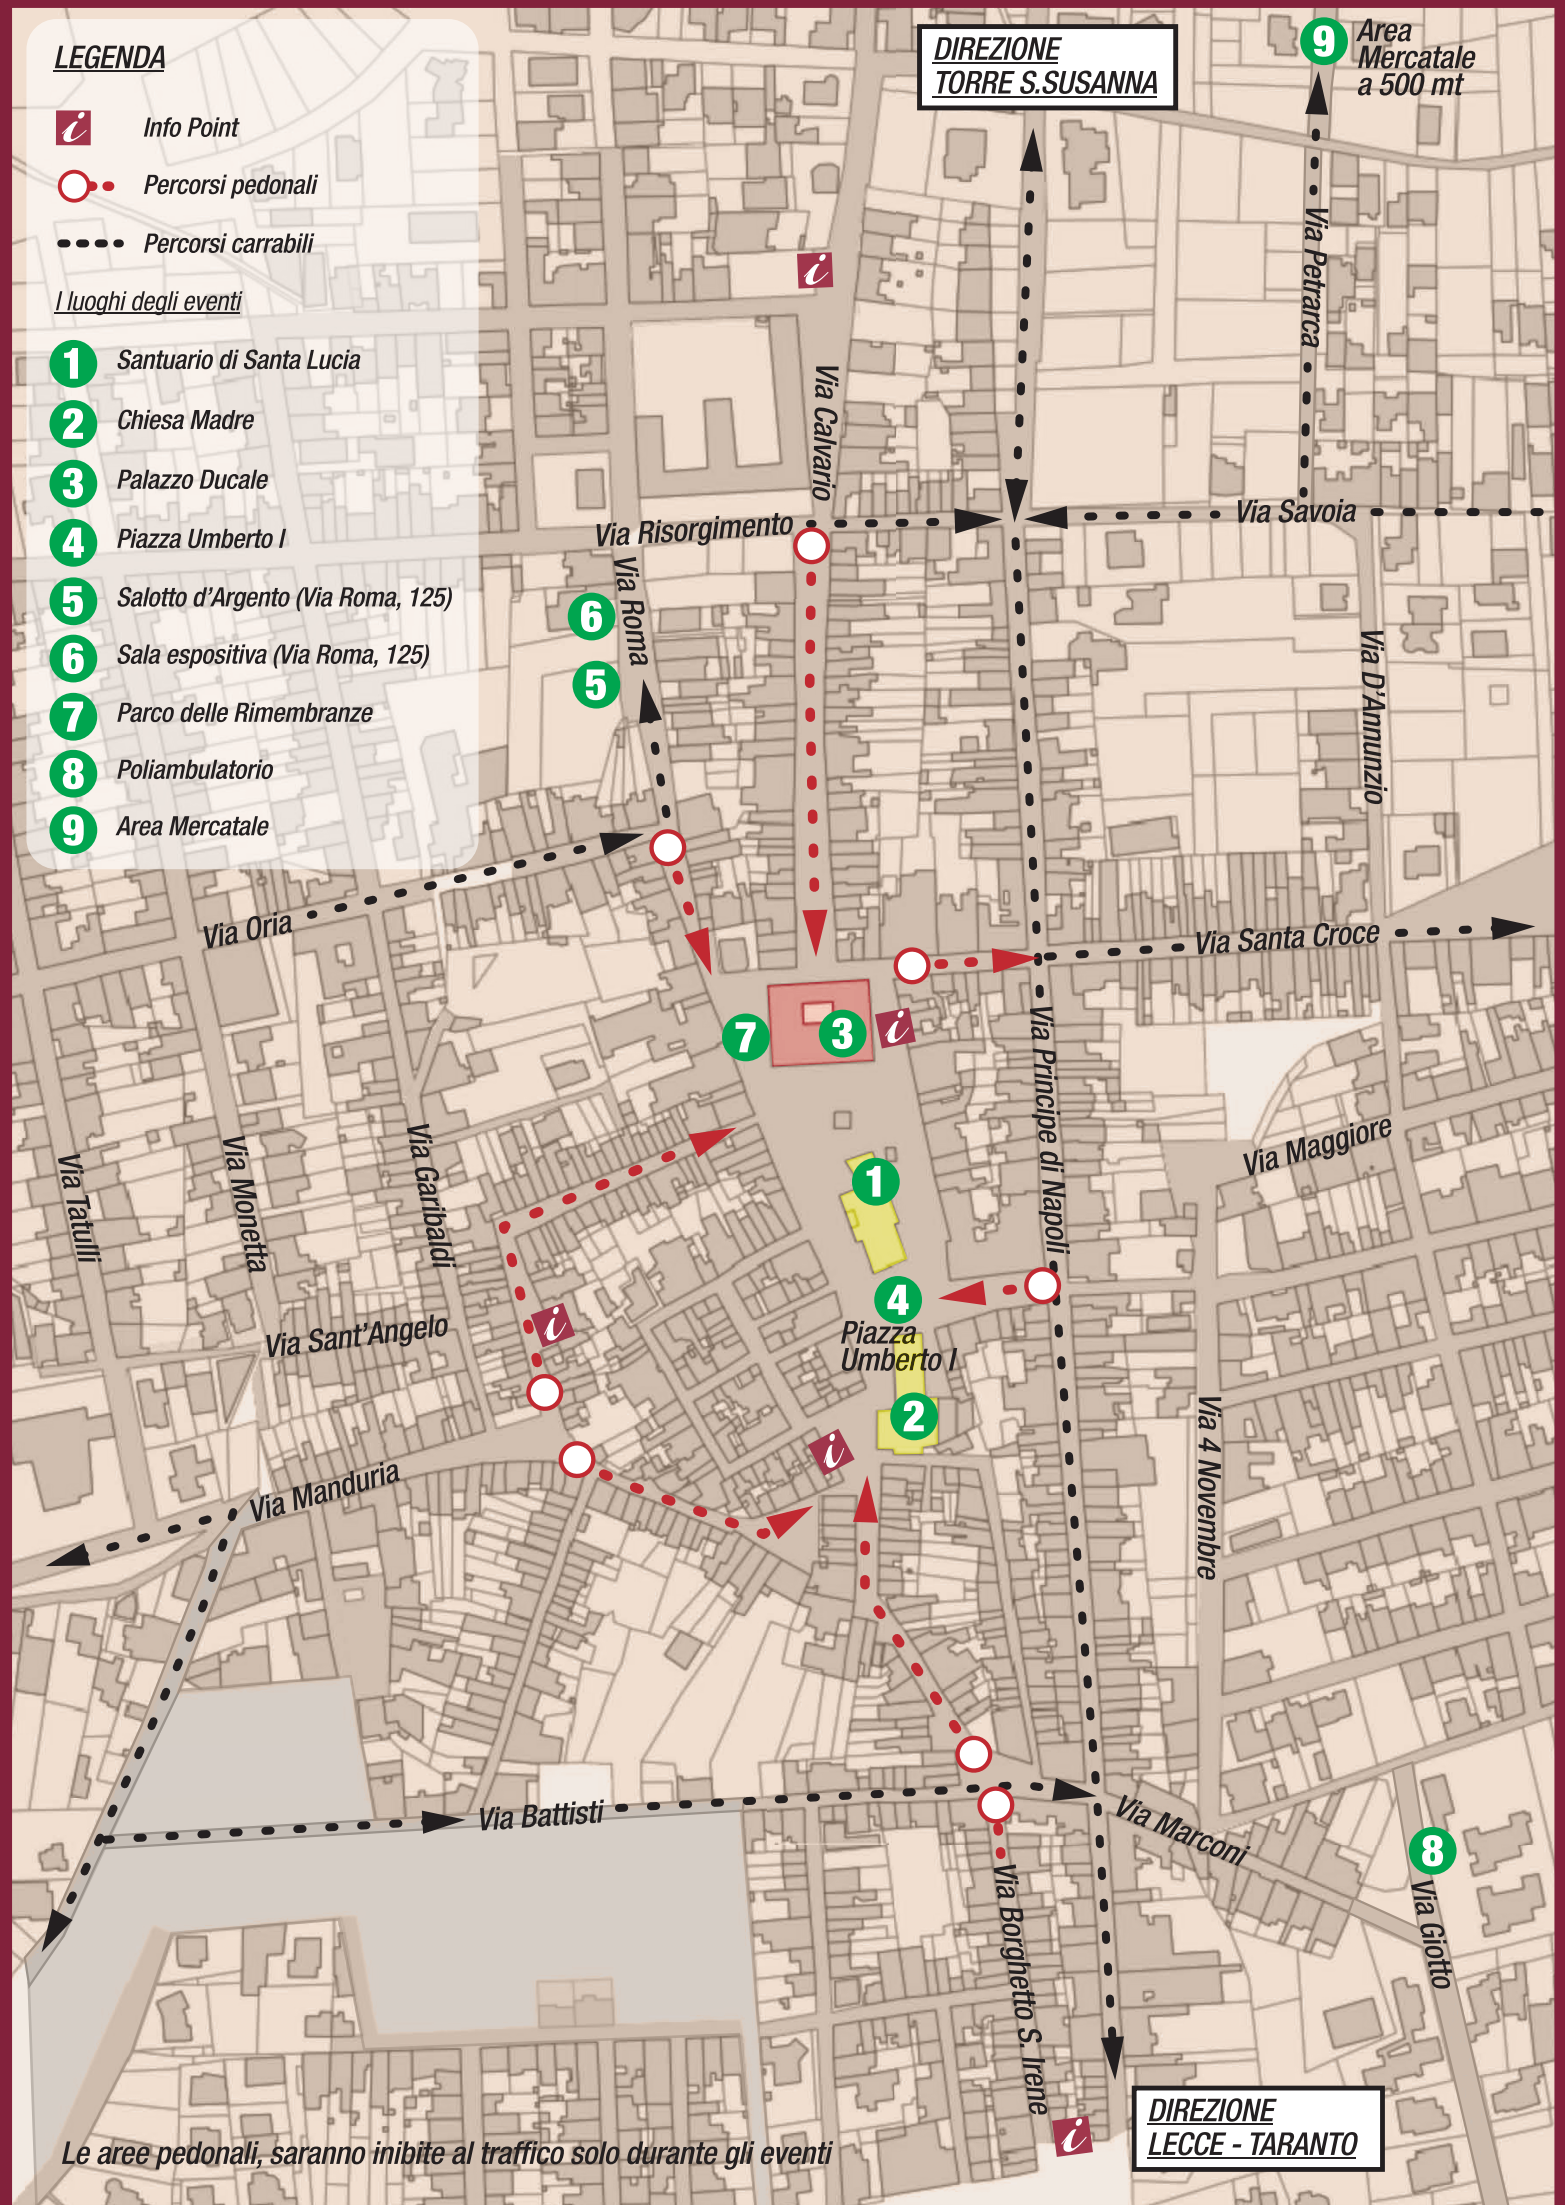 LEGENDA
i Info Point
Percorsi pedonali
Percorsi carrabili
I luoghi degli eventi
1 Santuario di Santa Lucia
2 Chiesa Madre
3 Palazzo Ducale
4 Piazza Umberto I
5 Salotto d'Argento (Via Roma, 125)
6 Sala espositiva (Via Roma, 125)
7 Parco delle Rimembranze
8 Poliambulatorio
9 Area Mercatale
DIREZIONE
TORRE S.SUSANNA
9 Area
Mercatale
a 500 mt
Via Petrarca
i
Via Calvario
Via Risorgimento
Via Savoia
Via Roma
6
5
Via D'Annunzio
Via Oria
Via Santa Croce
7
3
i
Via Principe di Napoli
Via Maggiore
Via Tatulli
Via Monetta
Via Garibaldi
1
Via Sant'Angelo
i
4
Piazza
Umberto I
2
i
Via 4 Novembre
Via Manduria
Via Battisti
Via Marconi
8
Via Giotto
Via Borghetto S. Irene
i
DIREZIONE
LECCE - TARANTO
Le aree pedonali, saranno inibite al traffico solo durante gli eventi